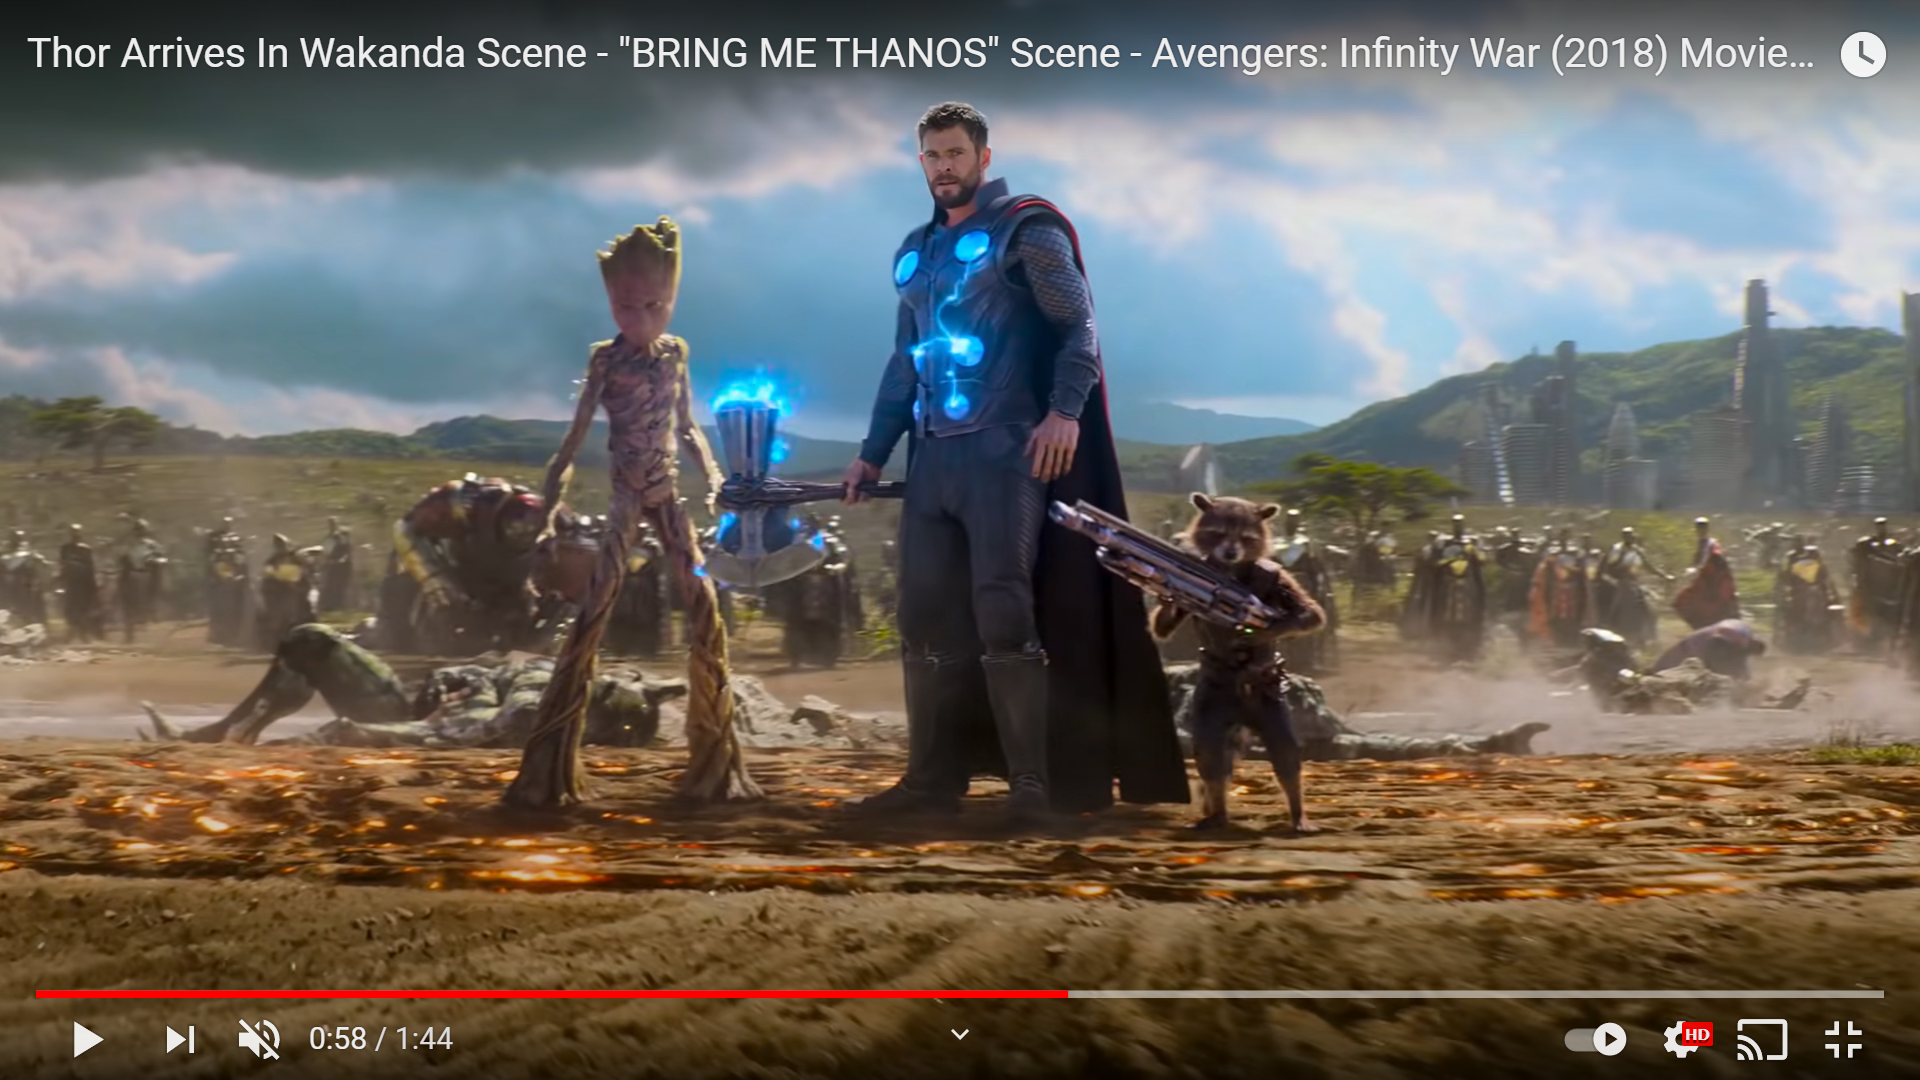 Thor Arrives In Wakanda Scene - "BRING ME THANOS" Scene - Avengers: Infinity War (2018) Movie...
0:58 / 1:44
HD